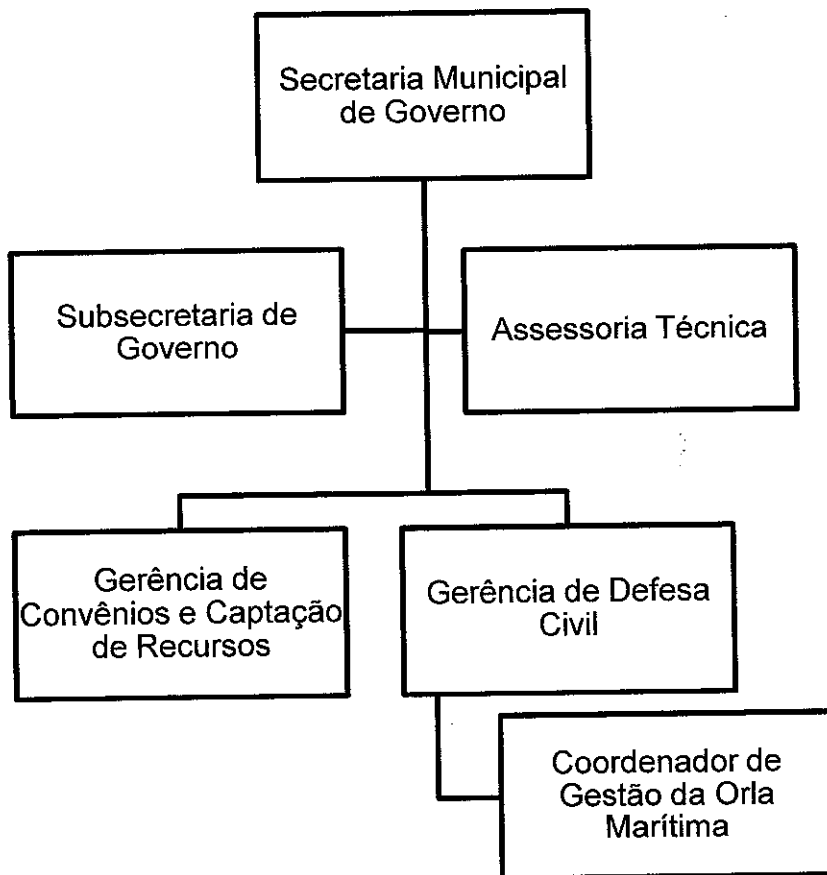 Secretaria Municipal
de Governo
Subsecretaria de
Governo
Assessoria Técnica
Gerência de
Convênios e Captação
de Recursos
Gerência de Defesa
Civil
Coordenador de
Gestão da Orla
Marítima